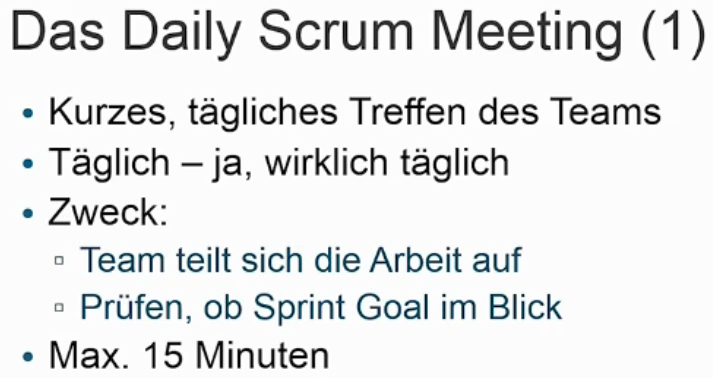 Das Daily Scrum Meeting (1)
• Kurzes, tägliches Treffen des Teams
• Täglich – ja, wirklich täglich
• Zweck:
▫ Team teilt sich die Arbeit auf
▫ Prüfen, ob Sprint Goal im Blick
• Max. 15 Minuten